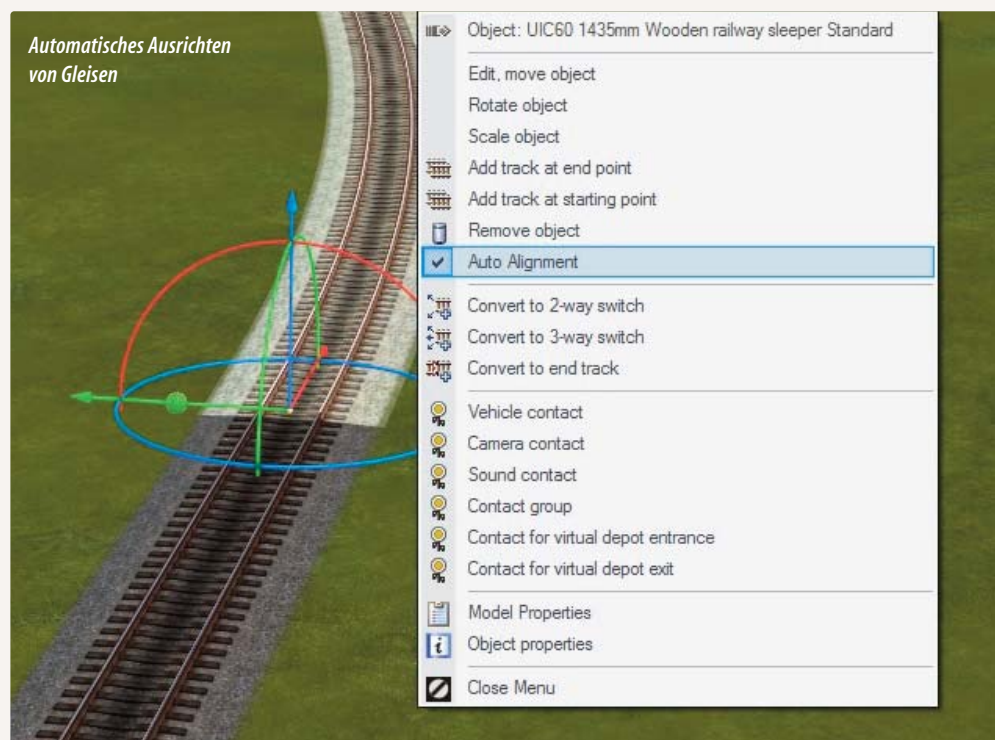 Automatisches Ausrichten
von Gleisen
Object: UIC60 1435mm Wooden railway sleeper Standard
Edit, move object
Rotate object
Scale object
Add track at end point
Add track at starting point
Remove object
Auto Alignment
Convert to 2-way switch
Convert to 3-way switch
Convert to end track
Vehicle contact
Camera contact
Sound contact
Contact group
Contact for virtual depot entrance
Contact for virtual depot exit
Model Properties
Object properties
Close Menu